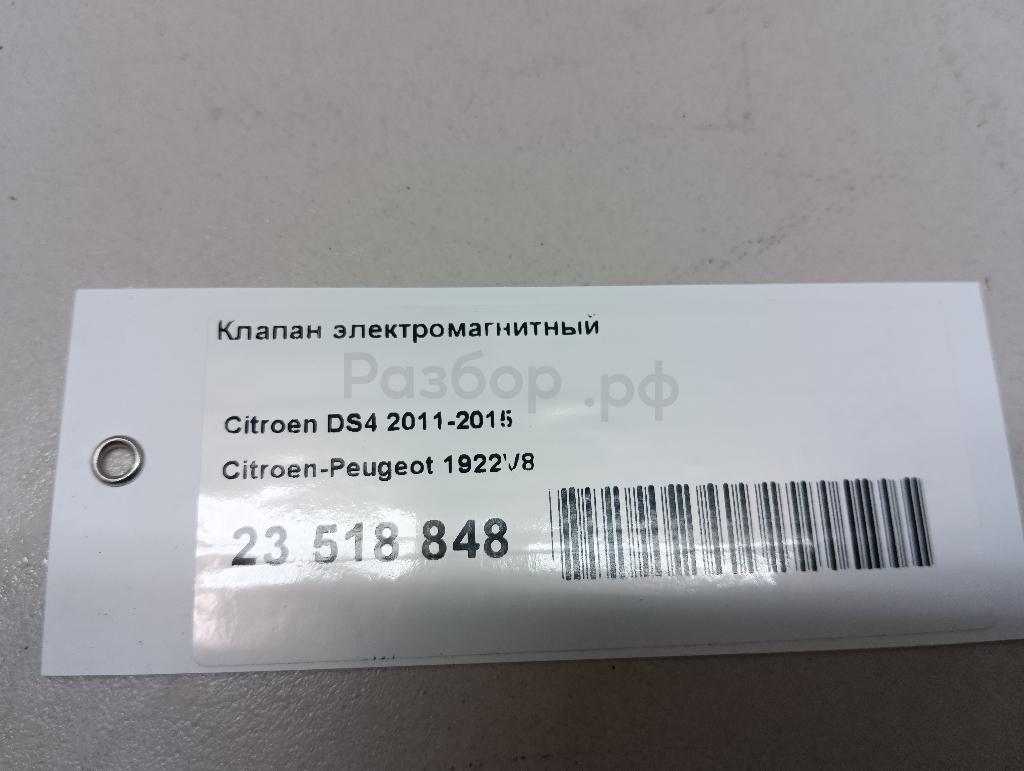 Клапан электромагнитный
Разбор.рф
Citroen DS4 2011-2015
Citroen-Peugeot 1922V8
23 518 848